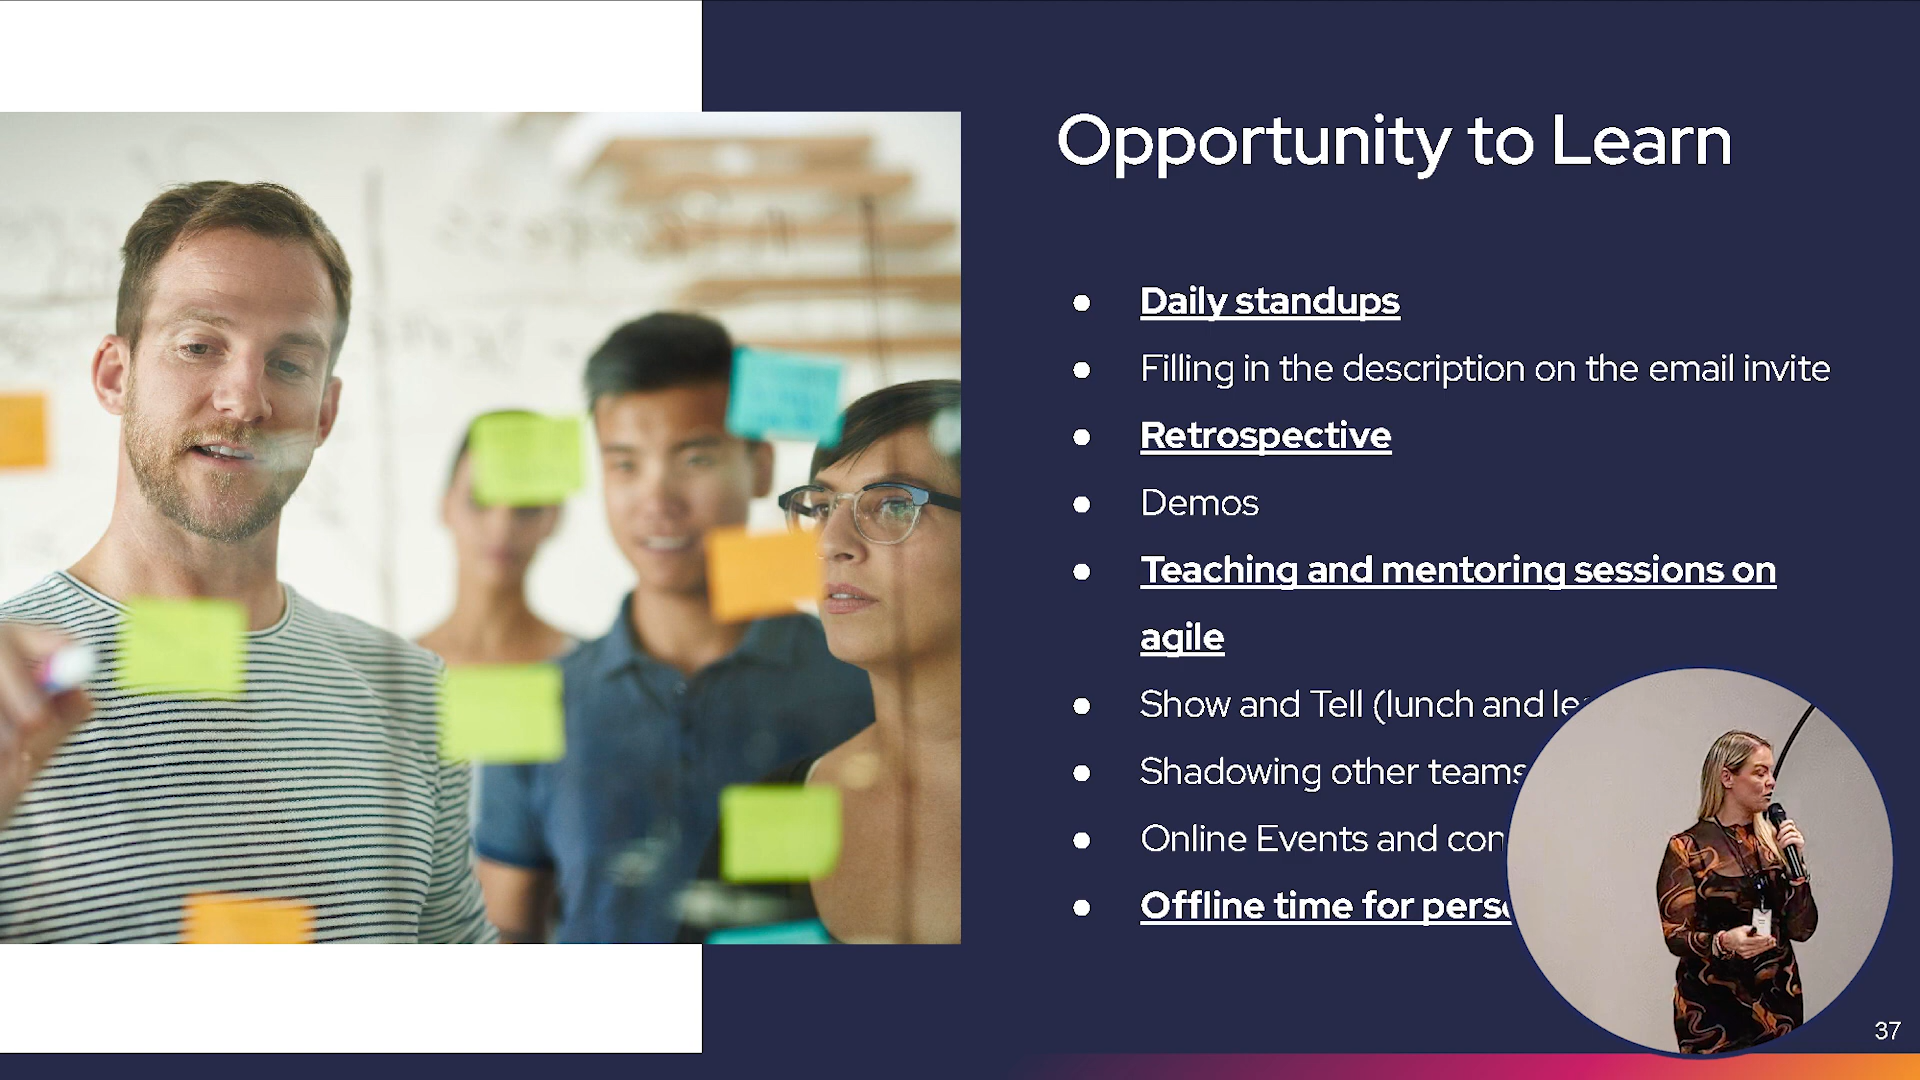 Opportunity to Learn
Daily standups
Filling in the description on the email invite
Retrospective
Demos
Teaching and mentoring sessions on
agile
Show and Tell (lunch and
Shadowing other teams
Online Events and
Offline time for
37